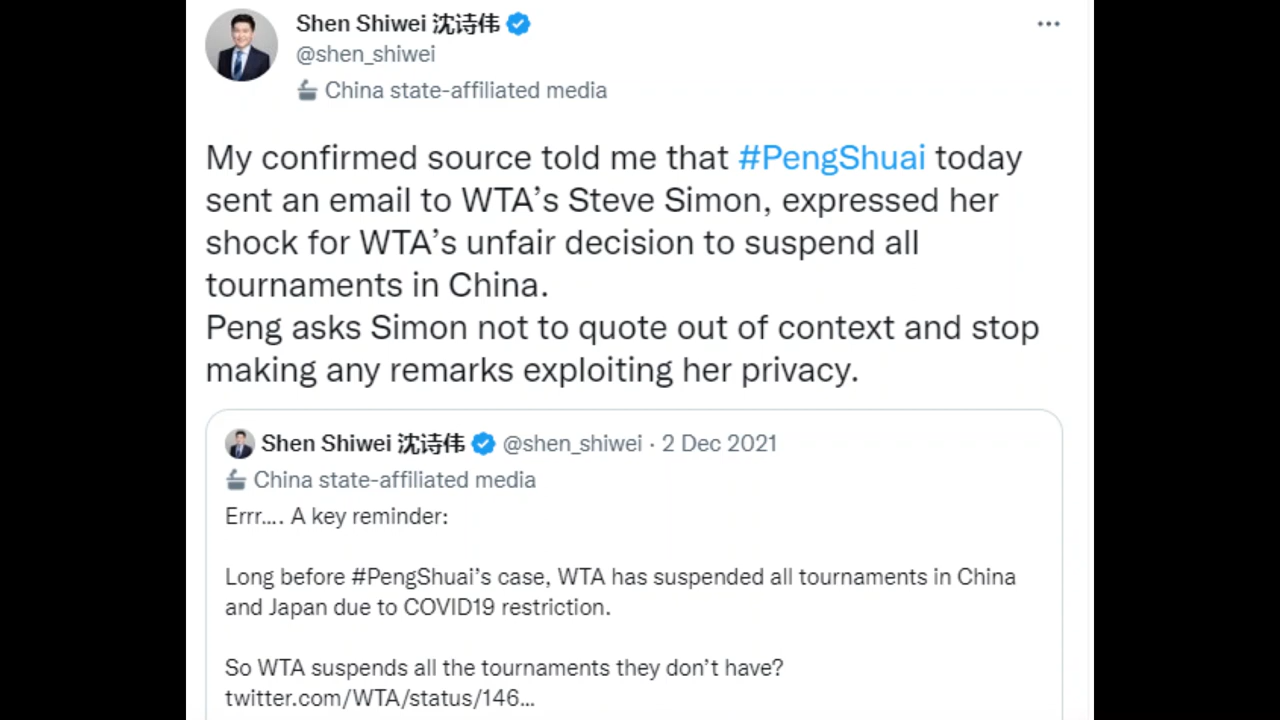 Shen Shiwei 沈诗伟
@shen_shiwei
China state-affiliated media
My confirmed source told me that #PengShuai today
sent an email to WTA’s Steve Simon, expressed her
shock for WTA’s unfair decision to suspend all
tournaments in China.
Peng asks Simon not to quote out of context and stop
making any remarks exploiting her privacy.
Shen Shiwei 沈诗伟 @shen_shiwei · 2 Dec 2021
China state-affiliated media
Errr.... A key reminder:
Long before #PengShuai’s case, WTA has suspended all tournaments in China
and Japan due to COVID19 restriction.
So WTA suspends all the tournaments they don’t have?
twitter.com/WTA/status/146...